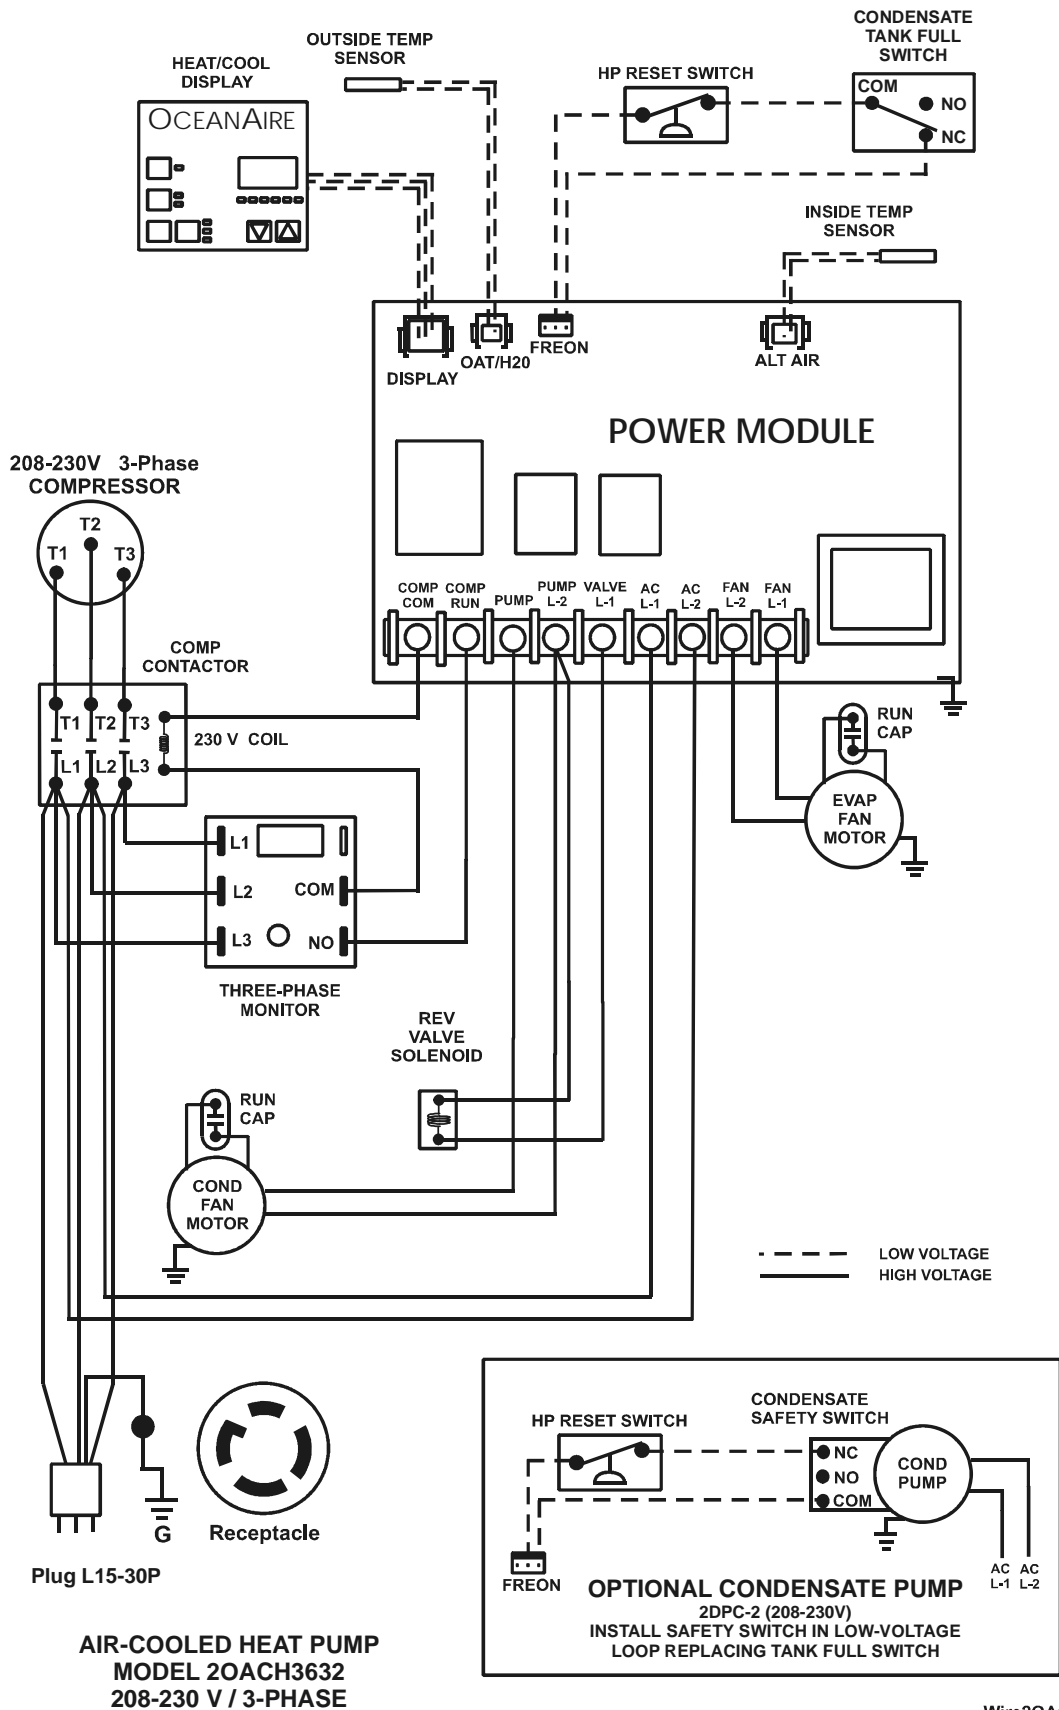 CONDENSATE
TANK FULL
SWITCH
OUTSIDE TEMP
SENSOR
HEAT/COOL
DISPLAY
HP RESET SWITCH
COM
NO
NC
OCEANAIRE
INSIDE TEMP
SENSOR
DISPLAY
OAT/H20
FREON
ALT AIR
POWER MODULE
208-230V 3-Phase
COMPRESSOR
T1
T2
T3
COMP
COM
COMP
RUN
PUMP
PUMP
L-2
VALVE
L-1
AC
L-1
AC
L-2
FAN
L-2
FAN
L-1
COMP
CONTACTOR
T1
T2
T3
230 V COIL
L1
L2
L3
RUN
CAP
EVAP
FAN
MOTOR
L1
L2
COM
L3
NO
THREE-PHASE
MONITOR
REV
VALVE
SOLENOID
RUN
CAP
COND
FAN
MOTOR
LOW VOLTAGE
HIGH VOLTAGE
G
Receptacle
Plug L15-30P
HP RESET SWITCH
CONDENSATE
SAFETY SWITCH
NC
NO
COM
COND
PUMP
FREON
AC
L-1
AC
L-2
OPTIONAL CONDENSATE PUMP
2DPC-2 (208-230V)
INSTALL SAFETY SWITCH IN LOW-VOLTAGE
LOOP REPLACING TANK FULL SWITCH
AIR-COOLED HEAT PUMP
MODEL 2OACH3632
208-230 V / 3-PHASE